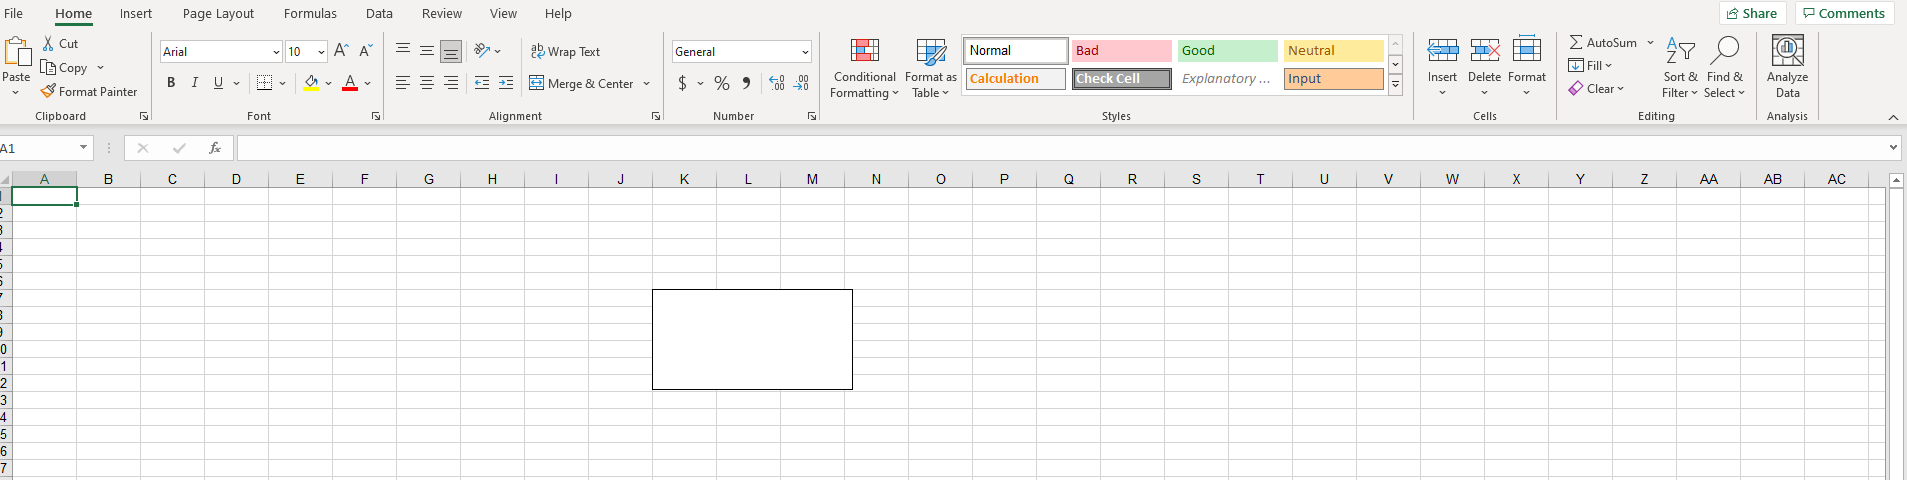 File Home Insert Page Layout Formulas Data Review View Help Share Comments
Paste Cut Copy Format Painter Clipboard
Arial 10 B I U A Font
ab Wrap Text Merge & Center Alignment
General $ % , .00 .00 Number
Conditional Formatting Format as Table
Normal Bad Good Neutral
Calculation Check Cell Explanatory ... Input
Styles
Insert Delete Format Cells
AutoSum Fill Clear Sort & Filter Find & Select Editing
Analyze Data Analysis
A1 fx
A B C D E F G H I J K L M N O P Q R S T U V W X Y Z AA AB AC
1
2
3
4
5
6
7
8
9
0
1
2
3
4
5
6
7